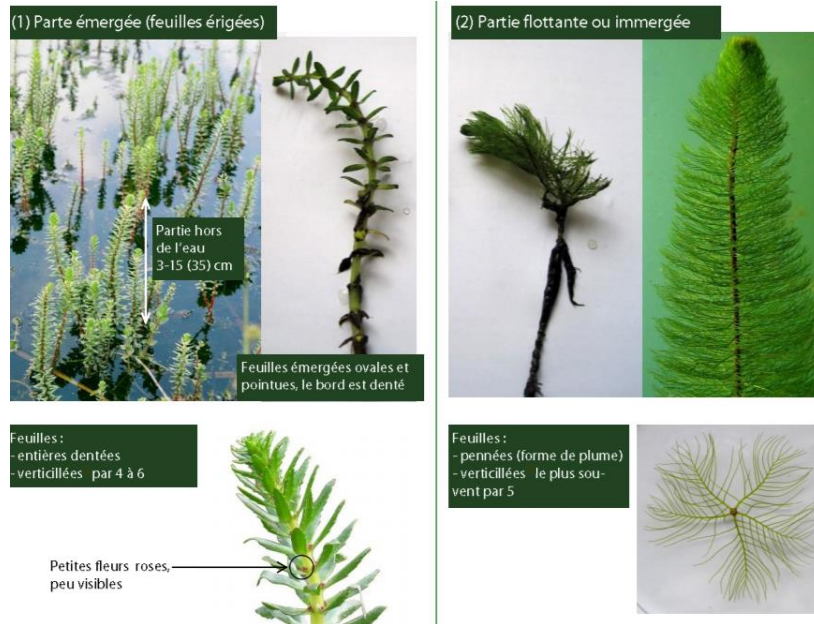 (1) Parte émergée (feuilles érigées)
Partie hors
de l'eau
3-15 (35) cm
Feuilles émergées ovales et
pointues, le bord est denté
Feuilles :
- entières dentées
- verticillées par 4 à 6
Petites fleurs roses,
peu visibles
(2) Partie flottante ou immergée
Feuilles :
- pennées (forme de plume)
- verticillées le plus sou-
vent par 5